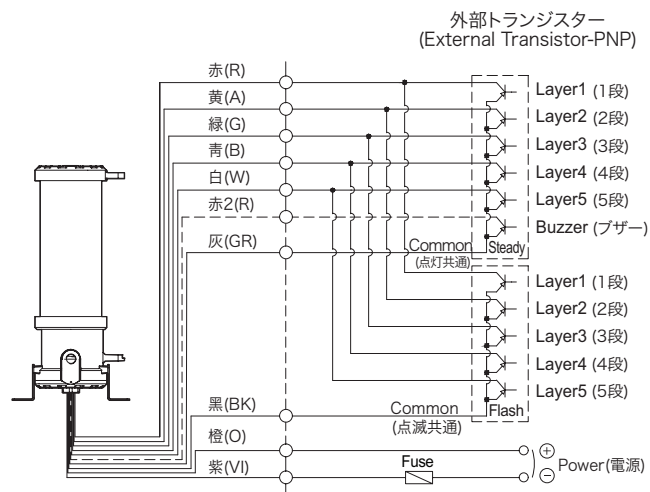 外部トランジスター
(External Transistor-PNP)
赤(R)
黄(A)
緑(G)
青(B)
白(W)
赤2(R)
灰(GR)
Layer1 (1段)
Layer2 (2段)
Layer3 (3段)
Layer4 (4段)
Layer5 (5段)
Buzzer (ブザー)
Common
(点灯共通)
Steady
Layer1 (1段)
Layer2 (2段)
Layer3 (3段)
Layer4 (4段)
Layer5 (5段)
黑(BK)
Common
(点滅共通)
Flash
橙(O)
紫(VI)
Fuse
+
−
Power(電源)